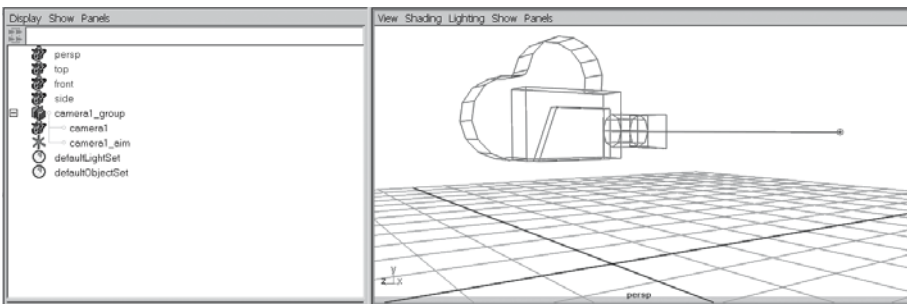 Display Show Panels
persp
top
front
side
camera1_group
camera1
camera1_aim
defaultLightSet
defaultObjectSet
View Shading Lighting Show Panels
y
z x
persp